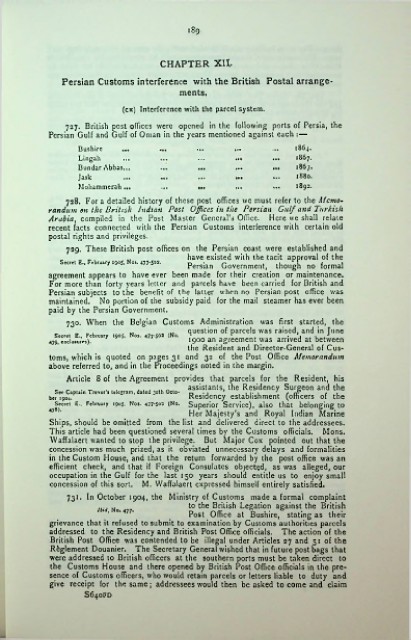 189
CHAPTER XII.
Persian Customs interference with the British Postal arrange-
ments.
(CK) Interference with the parcel system.
727. British post offices were opened in the following ports of Persia, the
Persian Gulf and Gulf of Oman in the years mentioned against each :—
Bushire ... ... ... ... ... 1864.
Lingah ... ... ... ... 1867.
Bundar Abbas... ... ... ... ... 1867.
Jask ... ... ... ... 1880.
Mohammerah ... ... ... ... ... 1892.
728. For a detailed history of these post offices we must refer to the Memo-
randum on the British Indian Post Offices in the Persian Gulf and Turkish
Arabia, compiled in the Post Master General's Office. Here we shall relate
recent facts connected with the Persian Customs interference with certain old
postal rights and privileges.
729. These British post offices on the Persian coast were established and
Secret E., February 1905, Nos. 477-502.
have existed with the tacit approval of the
Persian Government, though no formal
agreement appears to have ever been made for their creation or maintenance.
For more than forty years letter and parcels have been carried for British and
Persian subjects to the benefit of the latter when no Persian post office was
maintained. No portion of the subsidy paid for the mail steamer has ever been
paid by the Persian Government.
730. When the Belgian Customs Administration was first started, the
Secret E., February 1905, Nos. 477-502 (No.
479, enclosure).
question of parcels was raised, and in June
1900 an agreement was arrived at between
the Resident and Director-General of Cus-
toms, which is quoted on pages 31 and 32 of the Post Office Memorandum
above referred to, and in the Proceedings noted in the margin.
Article 8 of the Agreement provides that parcels for the Resident, his
See Captain Trevor's telegram, dated 30th Octo-
ber 1904.
Secret E., February 1905, Nos. 477-502 (No.
478).
assistants, the Residency Surgeon and the
Residency establishment (officers of the
Superior Service), also that belonging to
Her Majesty's and Royal Indian Marine
Ships, should be omitted from the list and delivered direct to the addressees.
This article had been questioned several times by the Customs officials. Mons.
Waffalaert wanted to stop the privilege. But Major Cox pointed out that the
concession was much prized, as it obviated unnecessary delays and formalities
in the Custom House, and that the return forwarded by the post office was an
efficient check, and that if Foreign Consulates objected, as was alleged, our
occupation in the Gulf for the last 150 years should entitle us to enjoy small
concession of this sort. M. Waffalaert expressed himself entirely satisfied.
731. In October 1904, the Ministry of Customs made a formal complaint
Ibid, No. 477.
to the British Legation against the British
Post Office at Bushire, stating as their
grievance that it refused to submit to examination by Customs authorities parcels
addressed to the Residency and British Post Office officials. The action of the
British Post Office was contended to be illegal under Articles 27 and 31 of the
Règlement Douanier. The Secretary General wished that in future post bags that
were addressed to British officers at the southern ports must be taken direct to
the Customs House and there opened by British Post Office officials in the pre-
sence of Customs officers, who would retain parcels or letters liable to duty and
give receipt for the same; addressees would then be asked to come and claim
S640FD